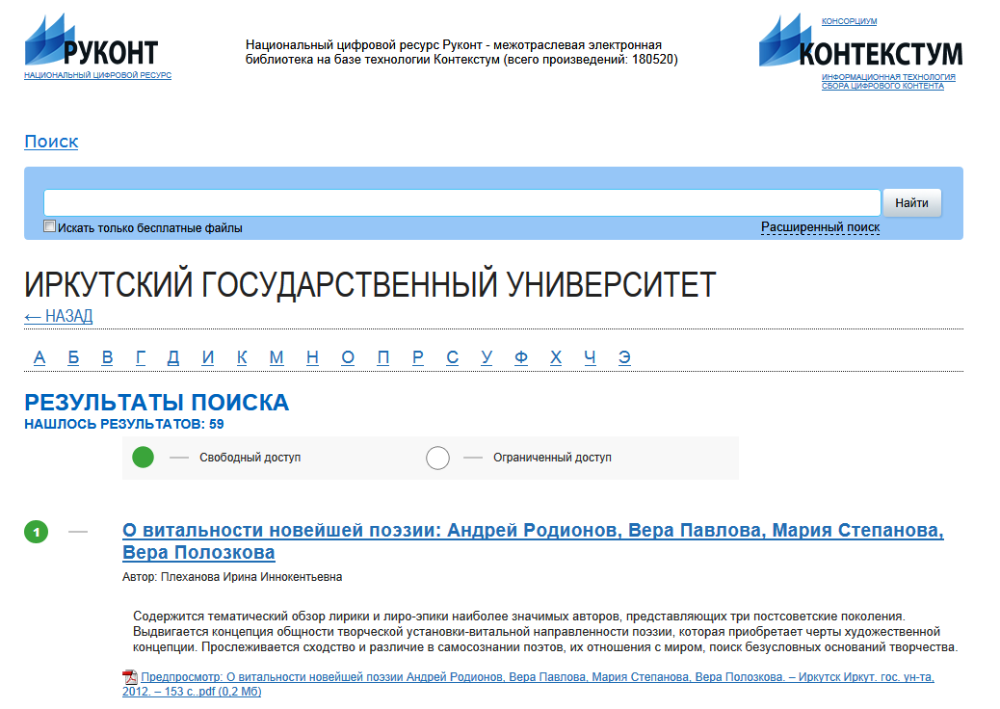 РУКОНТ
НАЦИОНАЛЬНЫЙ ЦИФРОВОЙ РЕСУРС
Национальный цифровой ресурс Руконт - межотраслевая электронная
библиотека на базе технологии Контекстум (всего произведений: 180520)
КОНСОРЦИУМ
КОНТЕКСТУМ
ИНФОРМАЦИОННАЯ ТЕХНОЛОГИЯ
СБОРА ЦИФРОВОГО КОНТЕНТА
Поиск
Найти
Искать только бесплатные файлы
Расширенный поиск
ИРКУТСКИЙ ГОСУДАРСТВЕННЫЙ УНИВЕРСИТЕТ
← НАЗАД
А Б В Г Д И К М Н О П Р С У Ф Х Ч Э
РЕЗУЛЬТАТЫ ПОИСКА
НАШЛОСЬ РЕЗУЛЬТАТОВ: 59
— Свободный доступ — Ограниченный доступ
1 — О витальности новейшей поэзии: Андрей Родионов, Вера Павлова, Мария Степанова,
Вера Полозкова
Автор: Плеханова Ирина Иннокентьевна
Содержится тематический обзор лирики и лиро-эпики наиболее значимых авторов, представляющих три постсоветские поколения.
Выдвигается концепция общности творческой установки-витальной направленности поэзии, которая приобретает черты художественной
концепции. Прослеживается сходство и различие в самосознании поэтов, их отношения с миром, поиск безусловных оснований творчества.
Предпросмотр: О витальности новейшей поэзии Андрей Родионов, Вера Павлова, Мария Степанова, Вера Полозкова. – Иркутск Иркут. гос. ун-та,
2012. – 153 с..pdf (0,2 Мб)